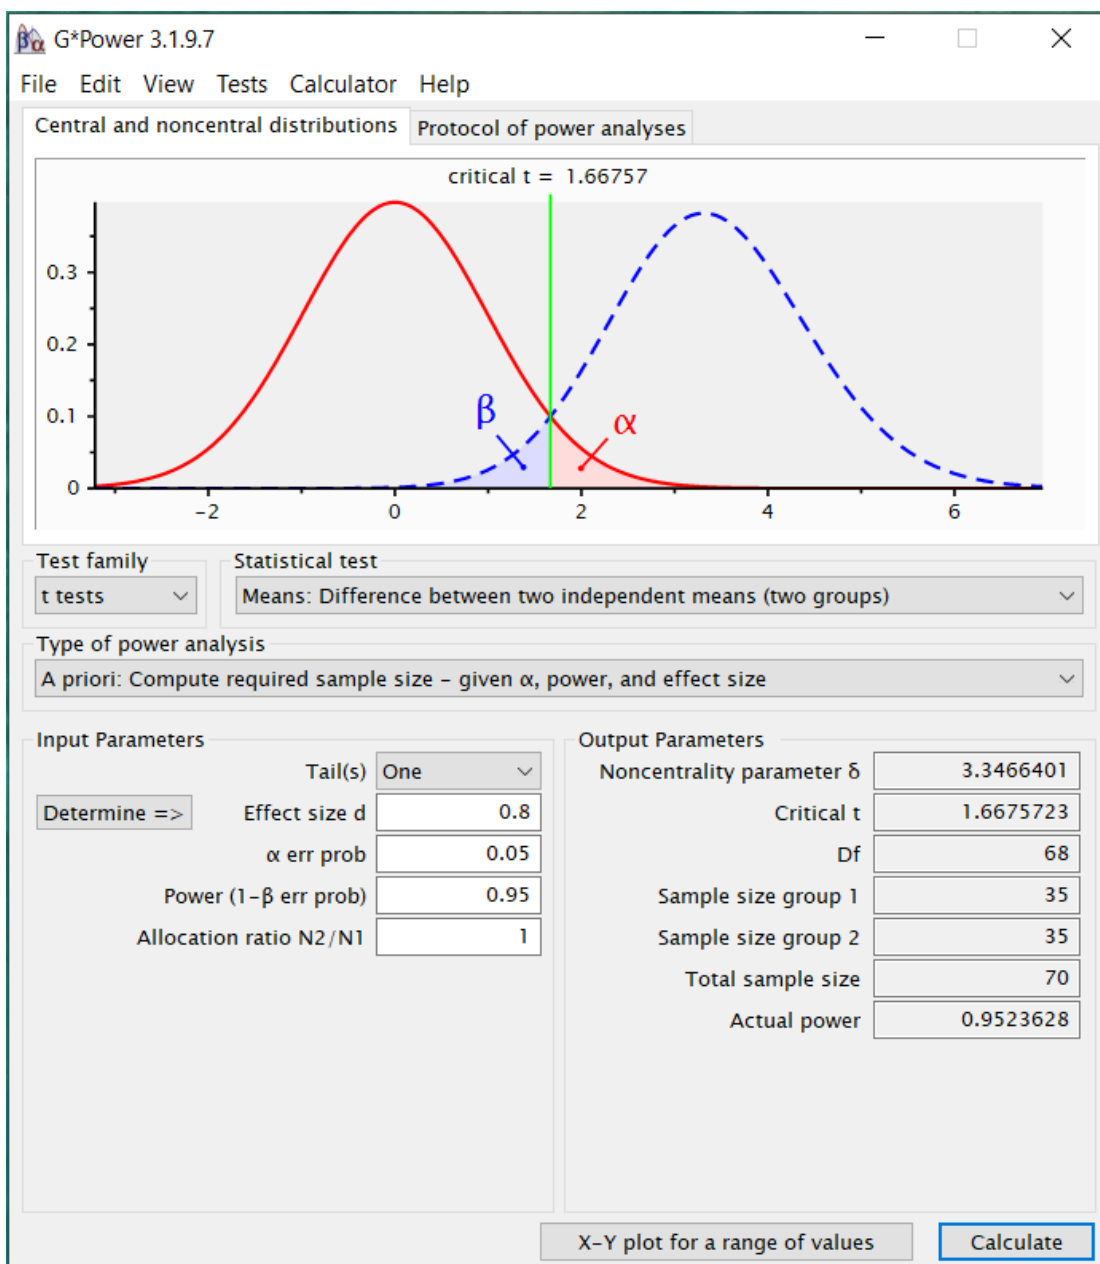 βα G*Power 3.1.9.7
File Edit View Tests Calculator Help
Central and noncentral distributions Protocol of power analyses
critical t = 1.66757
0.3
0.2
0.1
0
β
α
-2 0 2 4 6
Test family Statistical test
t tests Means: Difference between two independent means (two groups)
Type of power analysis
A priori: Compute required sample size – given α, power, and effect size
Input Parameters Output Parameters
Tail(s) One Noncentrality parameter δ 3.3466401
Determine => Effect size d 0.8 Critical t 1.6675723
α err prob 0.05 Df 68
Power (1-β err prob) 0.95 Sample size group 1 35
Allocation ratio N2/N1 1 Sample size group 2 35
Total sample size 70
Actual power 0.9523628
X-Y plot for a range of values Calculate